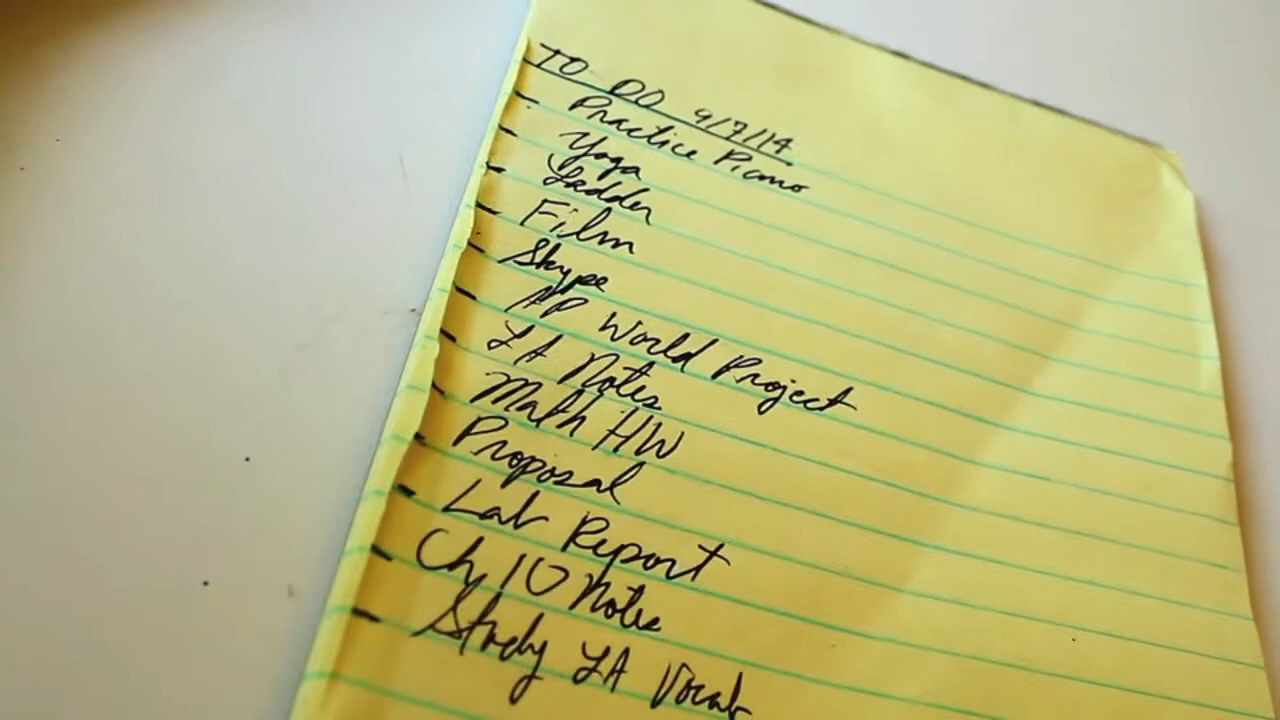 TO DO 9/7/14
- Practice Piano
- Yoga
- Ladder
- Film
- Skype
- AP World Project
- LA Notes
- Math HW
- Proposal
- Lab Report
- Ch 10 Notes
- Study LA Vocab